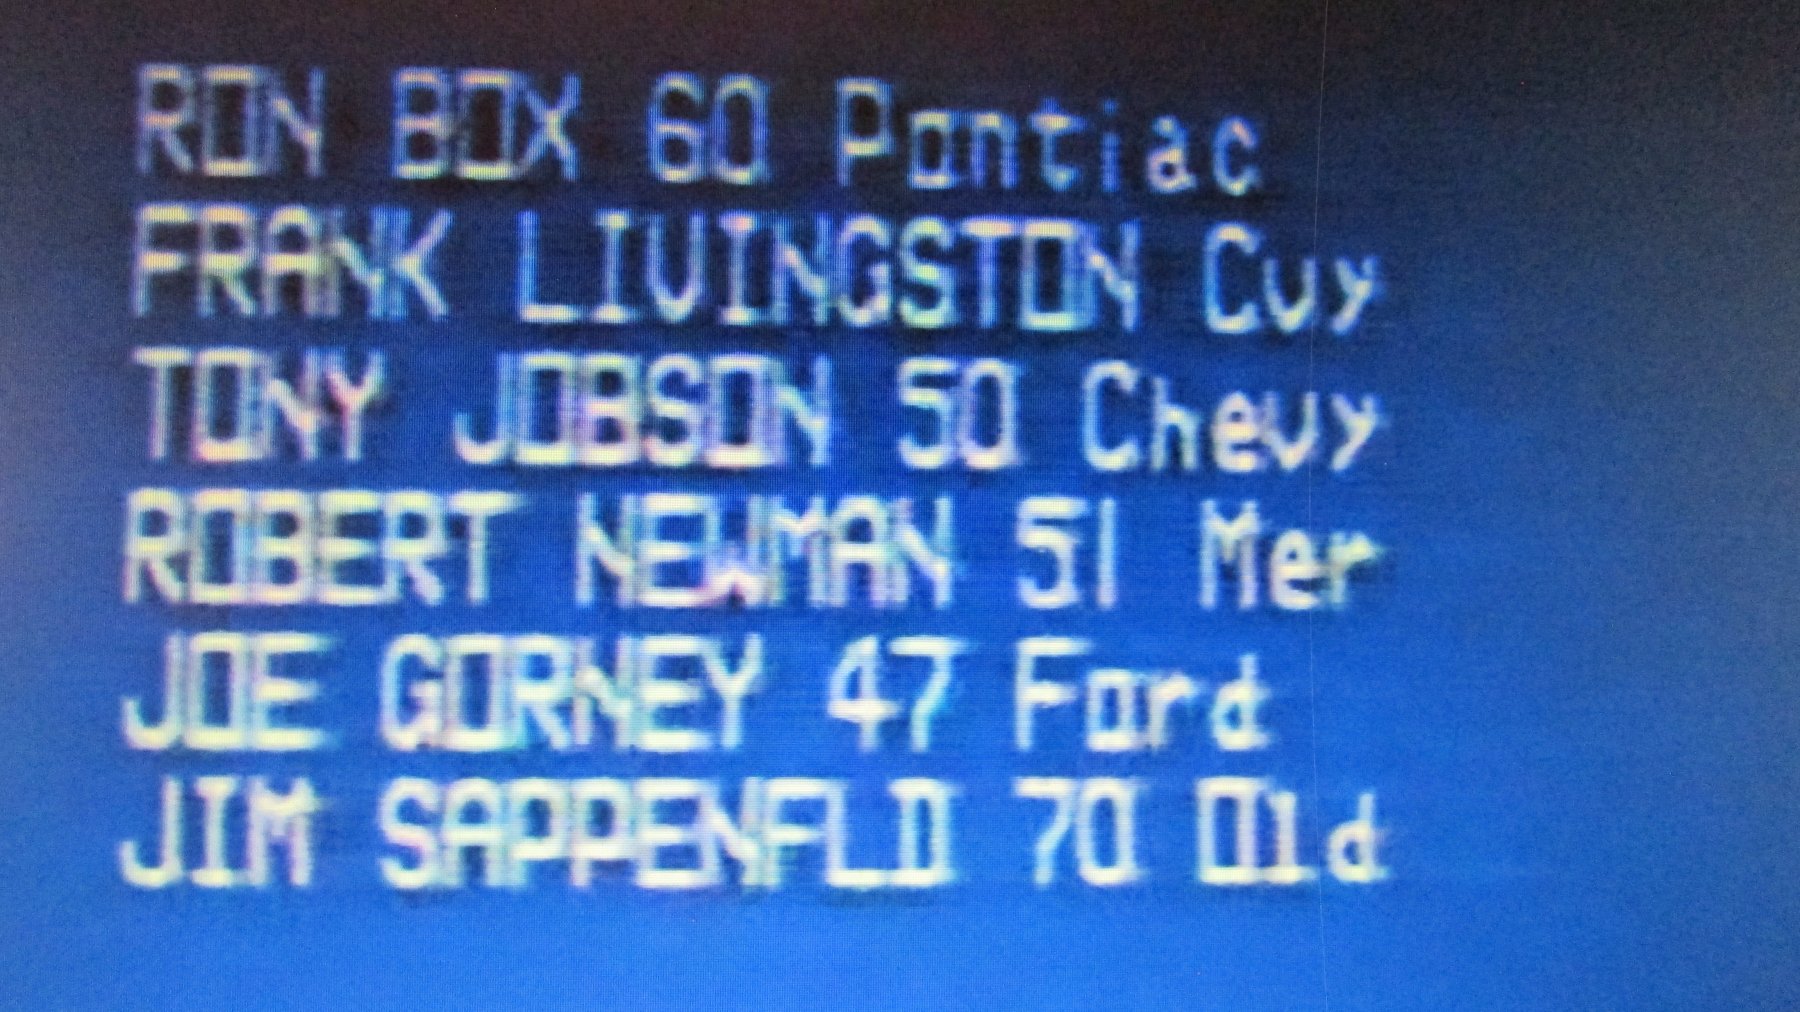 RON BOX 60 Pontiac
FRANK LIVINGSTON Cvy
TONY JOBSON 50 Chevy
ROBERT NEWMAN 51 Mer
JOE GORNEY 47 Ford
JIM SAPPENFLD 70 Old